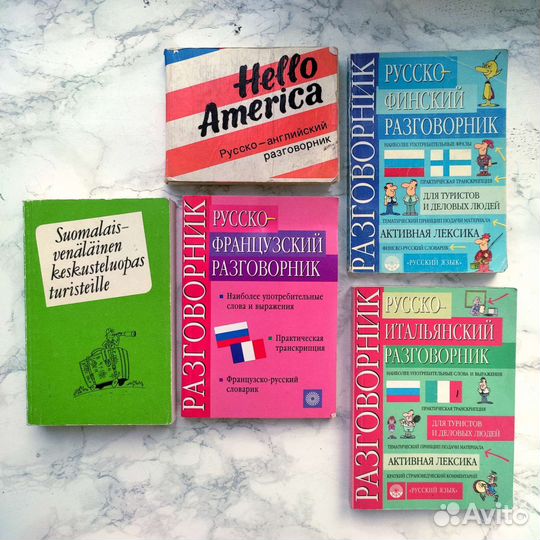 Hello
America
Русско-английский
разговорник
РАЗГОВОРНИК
РУССКО-
ФИНСКИЙ
РАЗГОВОРНИК
НАИБОЛЕЕ УПОТРЕБИТЕЛЬНЫЕ ФРАЗЫ
ПРАКТИЧЕСКАЯ ТРАНСКРИПЦИЯ
ДЛЯ ТУРИСТОВ
И ДЕЛОВЫХ ЛЮДЕЙ
ТЕМАТИЧЕСКИЙ ПРИНЦИП ПОДАЧИ МАТЕРИАЛА
АКТИВНАЯ ЛЕКСИКА
ФИНСКО-РУССКИЙ СЛОВАРИК
«РУССКИЙ ЯЗЫК»
Suomalais-
venäläinen
keskusteluopas
turisteille
РАЗГОВОРНИК
РУССКО-
ФРАНЦУЗСКИЙ
РАЗГОВОРНИК
Наиболее употребительные
слова и выражения
Практическая
транскрипция
Французско-русский
словарик
РАЗГОВОРНИК
РУССКО-
ИТАЛЬЯНСКИЙ
РАЗГОВОРНИК
НАИБОЛЕЕ УПОТРЕБИТЕЛЬНЫЕ СЛОВА И ВЫРАЖЕНИЯ
ПРАКТИЧЕСКАЯ ТРАНСКРИПЦИЯ
ДЛЯ ТУРИСТОВ
И ДЕЛОВЫХ ЛЮДЕЙ
ТЕМАТИЧЕСКИЙ ПРИНЦИП ПОДАЧИ МАТЕРИАЛА
АКТИВНАЯ ЛЕКСИКА
КРАТКИЙ СТРАНОВЕДЧЕСКИЙ КОММЕНТАРИЙ
«РУССКИЙ ЯЗЫК»
Avito